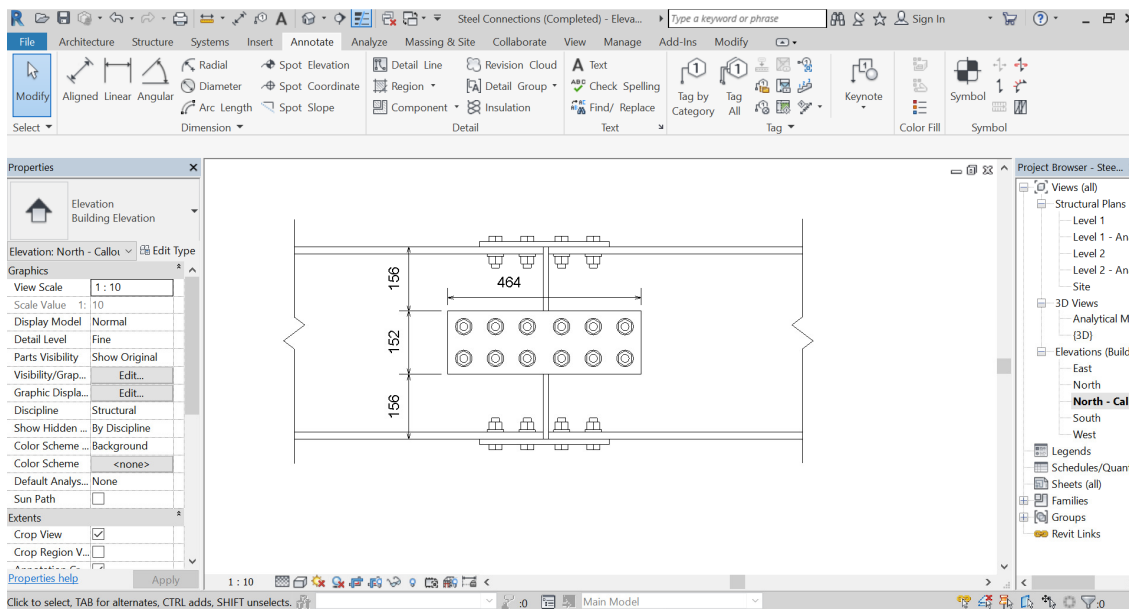 Steel Connections (Completed) - Eleva...
Type a keyword or phrase
Sign In
File Architecture Structure Systems Insert Annotate Analyze Massing & Site Collaborate View Manage Add-Ins Modify
Modify
Select
Aligned Linear Angular
Radial
Diameter
Arc Length
Spot Elevation
Spot Coordinate
Spot Slope
Dimension
Detail Line
Region
Component
Revision Cloud
Detail Group
Insulation
Detail
A Text
ABC Check Spelling
Find/ Replace
Text
Tag by Category
Tag All
Tag
Keynote
Color Fill
Symbol
Symbol
Properties
Elevation
Building Elevation
Elevation: North - Callou
Edit Type
Graphics
View Scale 1 : 10
Scale Value 1: 10
Display Model Normal
Detail Level Fine
Parts Visibility Show Original
Visibility/Grap... Edit...
Graphic Displa... Edit...
Discipline Structural
Show Hidden ... By Discipline
Color Scheme ... Background
Color Scheme <none>
Default Analys... None
Sun Path
Extents
Crop View
Crop Region V...
Properties help
Apply
156
464
152
156
1 : 10
Project Browser - Stee...
Views (all)
Structural Plans
Level 1
Level 1 - An
Level 2
Level 2 - An
Site
3D Views
Analytical M
{3D}
Elevations (Build
East
North
North - Cal
South
West
Legends
Schedules/Quan
Sheets (all)
Families
Groups
Revit Links
Click to select, TAB for alternates, CTRL adds, SHIFT unselects.
:0
Main Model
:0